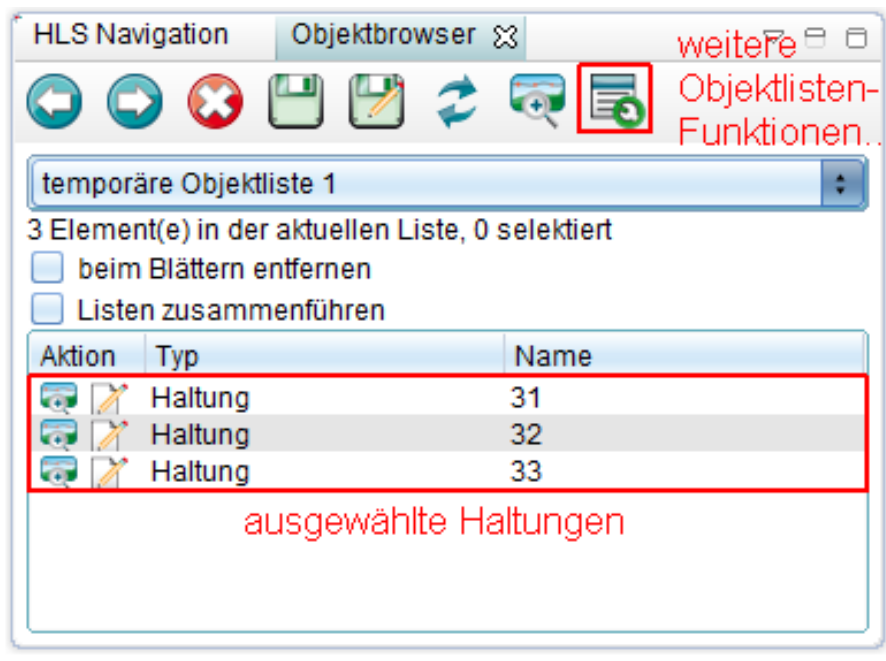 HLS Navigation Objektbrowser
weitere
Objektlisten-
Funktionen..
temporäre Objektliste 1
3 Element(e) in der aktuellen Liste, 0 selektiert
beim Blättern entfernen
Listen zusammenführen
Aktion Typ Name
Haltung 31
Haltung 32
Haltung 33
ausgewählte Haltungen